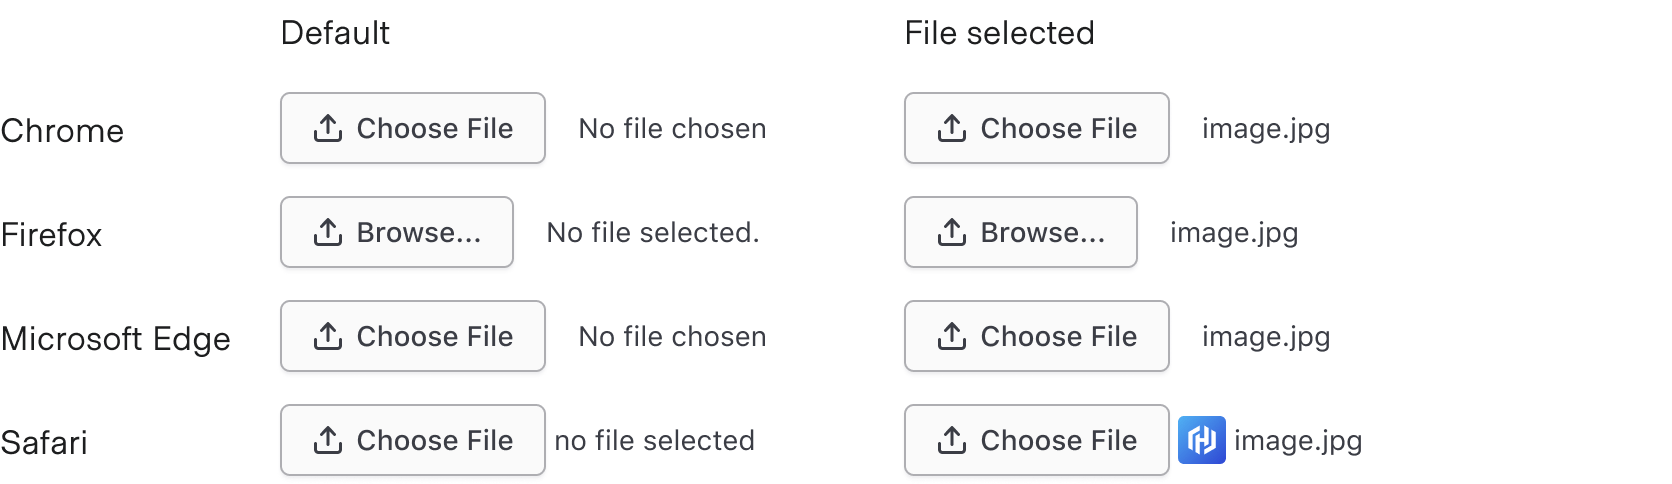 Default File selected
Chrome Choose File No file chosen Choose File image.jpg
Firefox Browse... No file selected. Browse... image.jpg
Microsoft Edge Choose File No file chosen Choose File image.jpg
Safari Choose File no file selected Choose File image.jpg